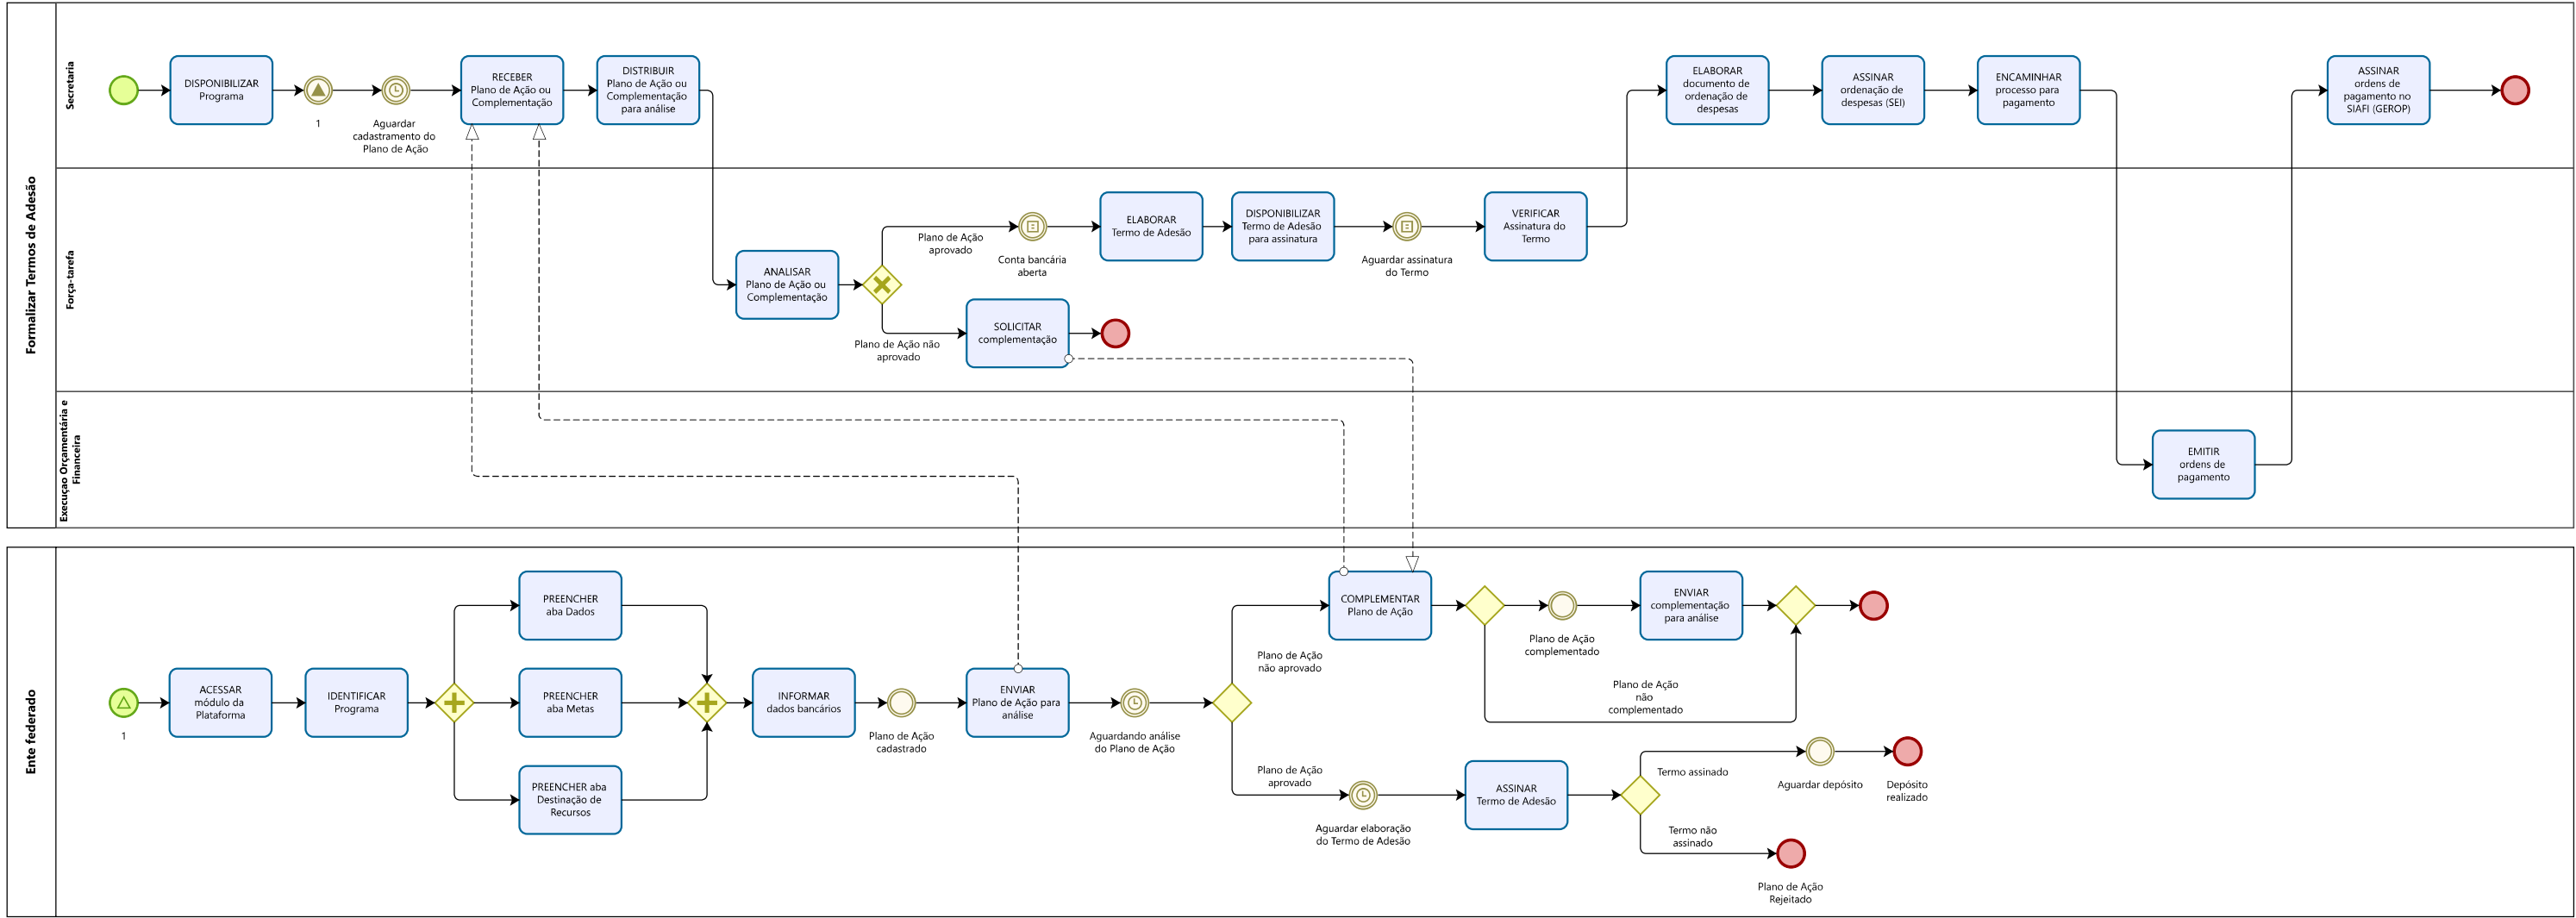 Formalizar Termos de Adesão
Secretaria
DISPONIBILIZAR
Programa
1
Aguardar
cadastramento do
Plano de Ação
RECEBER
Plano de Ação ou
Complementação
DISTRIBUIR
Plano de Ação ou
Complementação
para análise
ELABORAR
documento de
ordenação de
despesas
ASSINAR
ordenação de
despesas (SEI)
ENCAMINHAR
processo para
pagamento
ASSINAR
ordens de
pagamento no
SIAFI (GEROP)
Força-tarefa
ANALISAR
Plano de Ação ou
Complementação
Plano de Ação
aprovado
Conta bancária
aberta
ELABORAR
Termo de Adesão
DISPONIBILIZAR
Termo de Adesão
para assinatura
Aguardar assinatura
do Termo
VERIFICAR
Assinatura do
Termo
Plano de Ação não
aprovado
SOLICITAR
complementação
Execuçao Orçamentária e
Financeira
EMITIR
ordens de
pagamento
Ente federado
1
ACESSAR
módulo da
Plataforma
IDENTIFICAR
Programa
PREENCHER
aba Dados
PREENCHER
aba Metas
PREENCHER aba
Destinação de
Recursos
INFORMAR
dados bancários
Plano de Ação
cadastrado
ENVIAR
Plano de Ação para
análise
Aguardando análise
do Plano de Ação
Plano de Ação
não aprovado
COMPLEMENTAR
Plano de Ação
Plano de Ação
complementado
ENVIAR
complementação
para análise
Plano de Ação
não
complementado
Plano de Ação
aprovado
Aguardar elaboração
do Termo de Adesão
ASSINAR
Termo de Adesão
Termo assinado
Aguardar depósito
Depósito
realizado
Termo não
assinado
Plano de Ação
Rejeitado